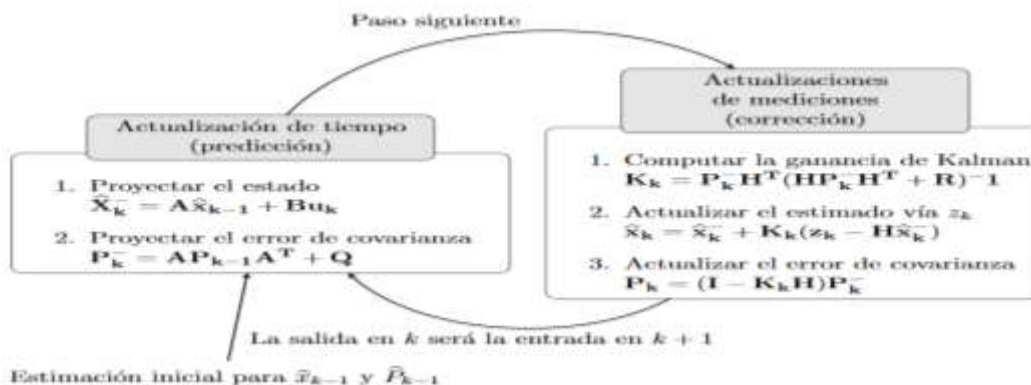 Paso siguiente
Actualización de tiempo
(predicción)
1. Proyectar el estado
X̂ₖ⁻ = Ax̂ₖ₋₁ + Buₖ
2. Proyectar el error de covarianza
Pₖ⁻ = APₖ₋₁Aᵀ + Q
Actualizaciones
de mediciones
(corrección)
1. Computar la ganancia de Kalman
Kₖ = Pₖ⁻Hᵀ(HPₖ⁻Hᵀ + R)⁻1
2. Actualizar el estimado vía zₖ
x̂ₖ = x̂ₖ⁻ + Kₖ(zₖ − Hx̂ₖ⁻)
3. Actualizar el error de covarianza
Pₖ = (I − KₖH)Pₖ⁻
La salida en k será la entrada en k + 1
Estimación inicial para x̂ₖ₋₁ y P̂ₖ₋₁